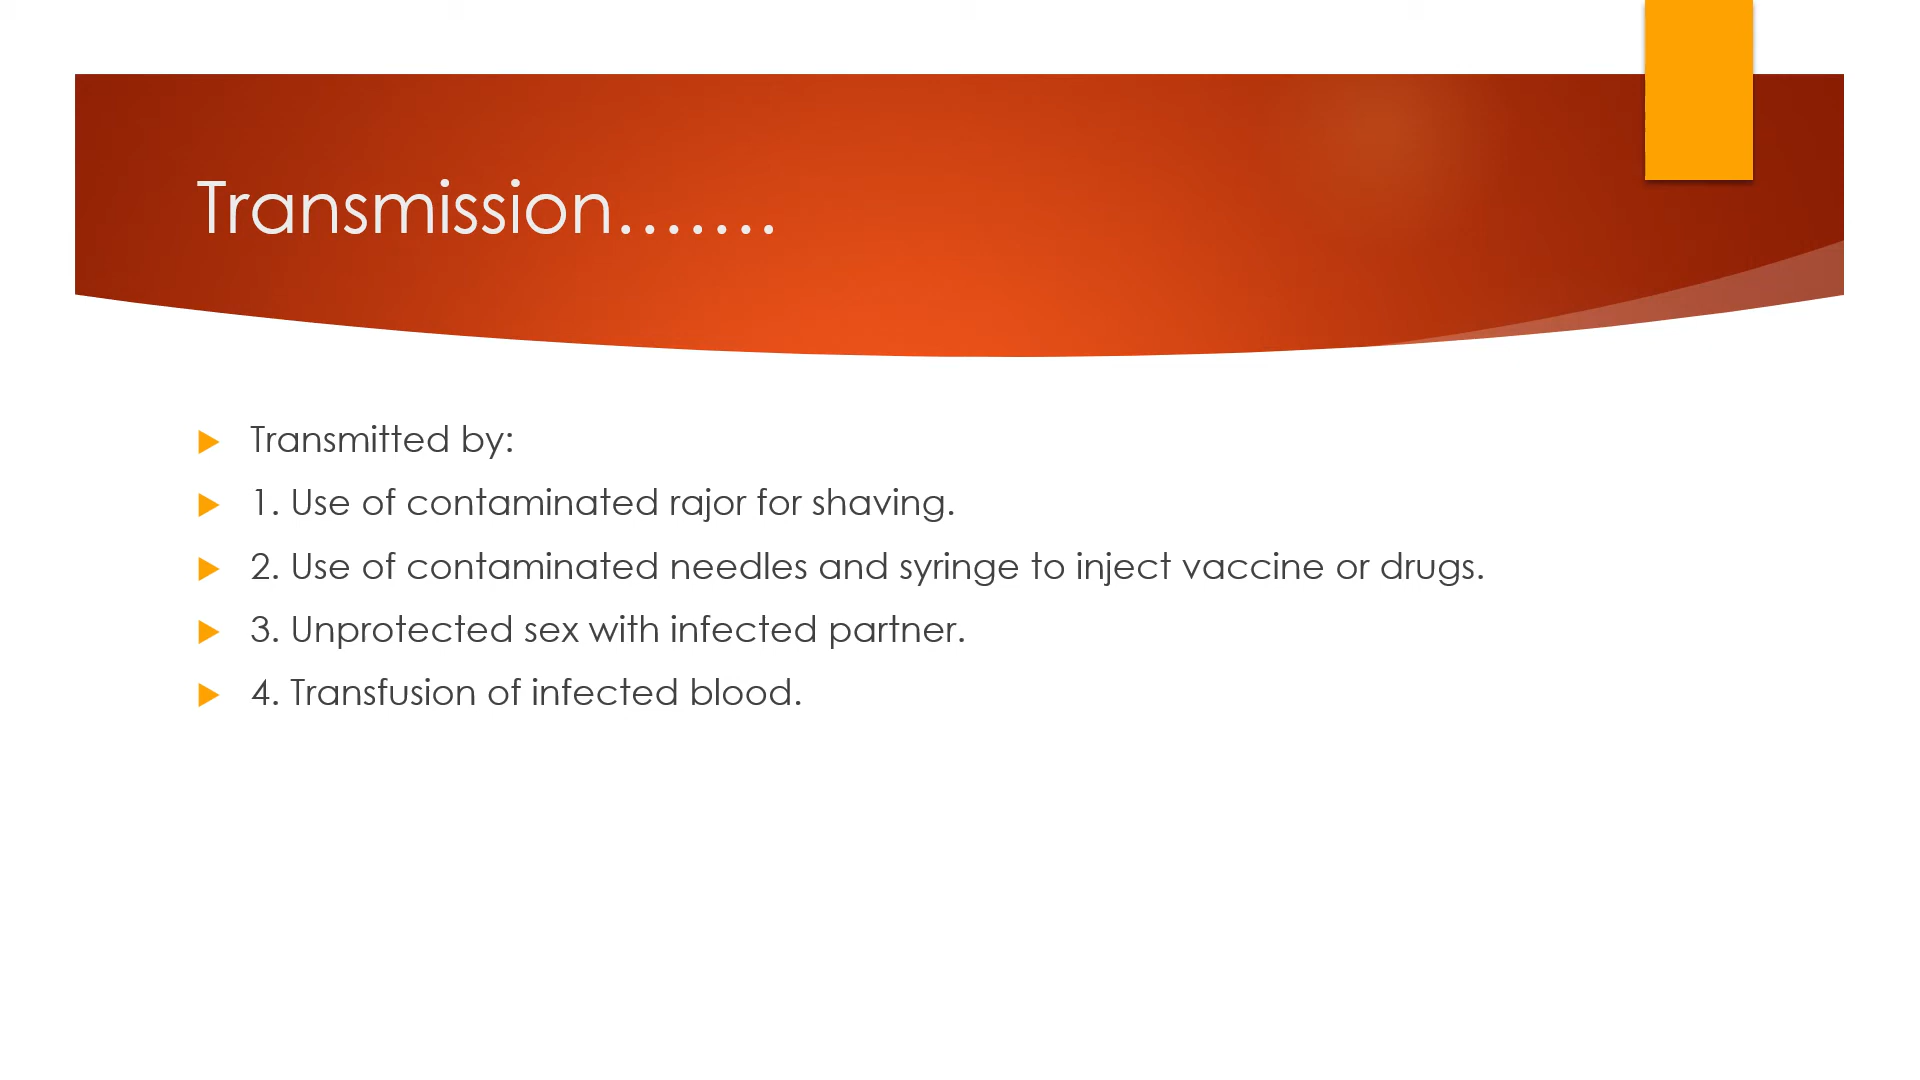 Transmission.......
Transmitted by:
1. Use of contaminated rajor for shaving.
2. Use of contaminated needles and syringe to inject vaccine or drugs.
3. Unprotected sex with infected partner.
4. Transfusion of infected blood.